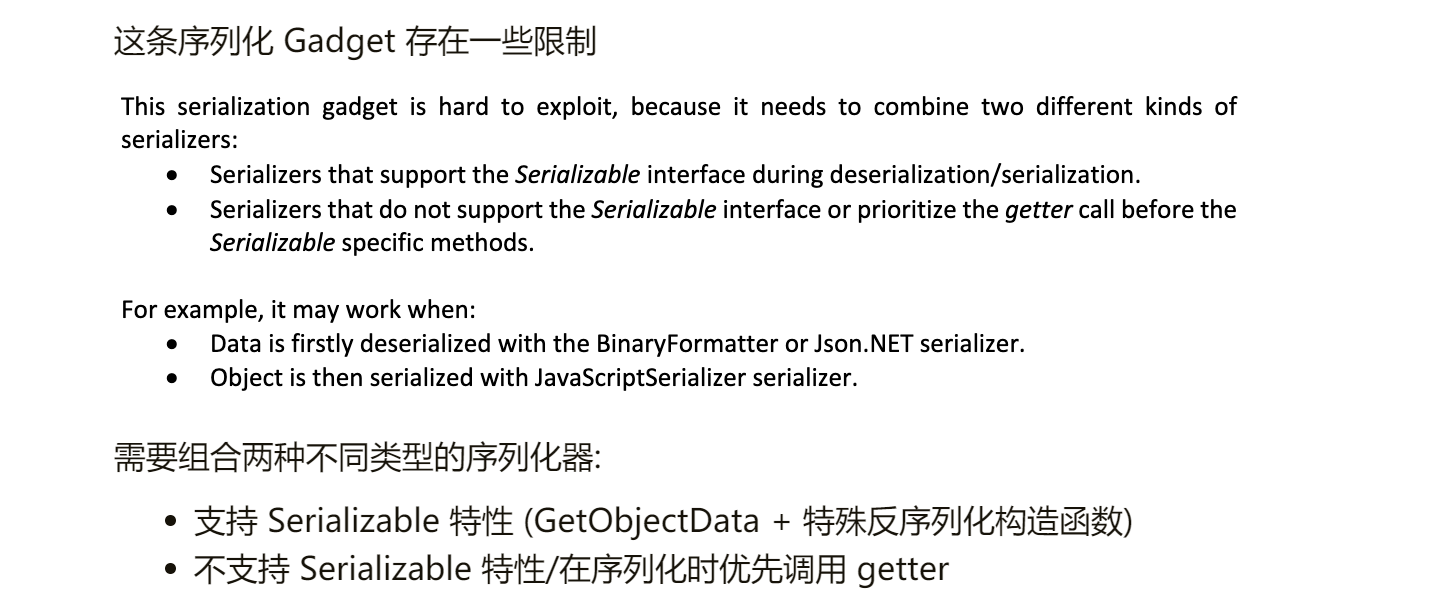 这条序列化 Gadget 存在一些限制
This serialization gadget is hard to exploit, because it needs to combine two different kinds of
serializers:
• Serializers that support the Serializable interface during deserialization/serialization.
• Serializers that do not support the Serializable interface or prioritize the getter call before the
Serializable specific methods.
For example, it may work when:
• Data is firstly deserialized with the BinaryFormatter or Json.NET serializer.
• Object is then serialized with JavaScriptSerializer serializer.
需要组合两种不同类型的序列化器:
• 支持 Serializable 特性 (GetObjectData + 特殊反序列化构造函数)
• 不支持 Serializable 特性/在序列化时优先调用 getter